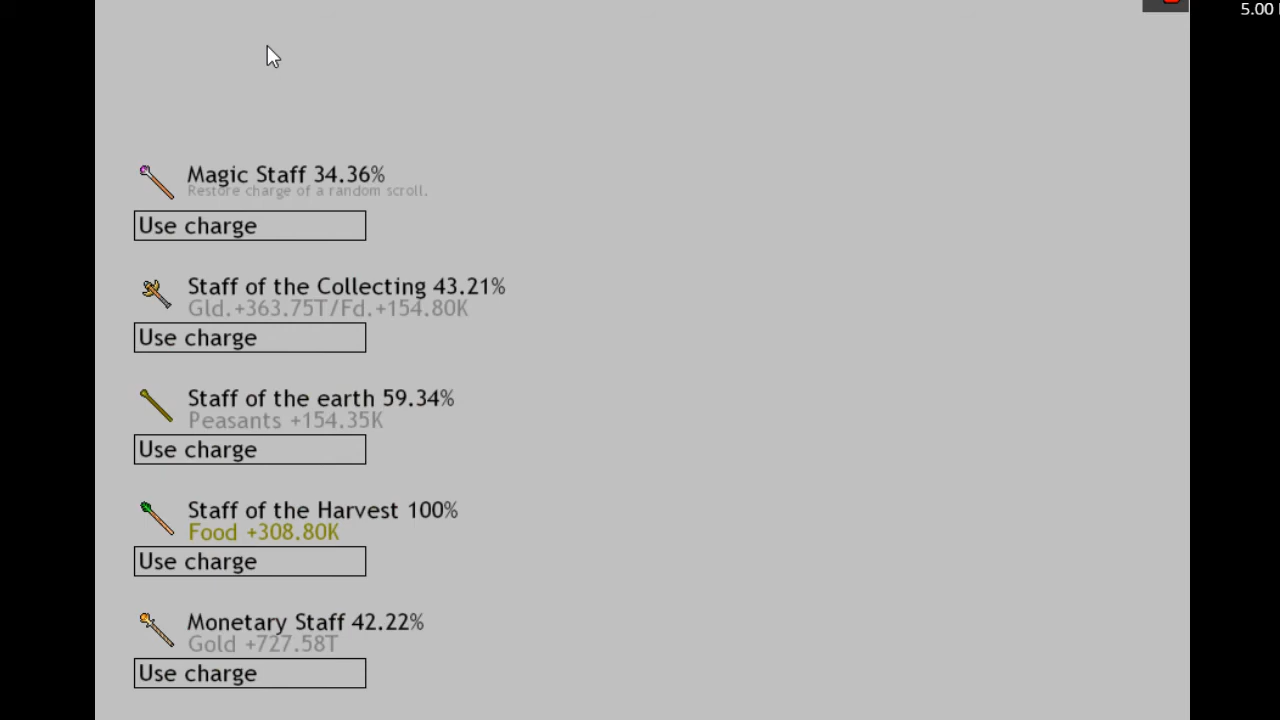 5.00
Magic Staff 34.36%
Restore charge of a random scroll.
Use charge
Staff of the Collecting 43.21%
Gld.+363.75T/Fd.+154.80K
Use charge
Staff of the earth 59.34%
Peasants +154.35K
Use charge
Staff of the Harvest 100%
Food +308.80K
Use charge
Monetary Staff 42.22%
Gold +727.58T
Use charge